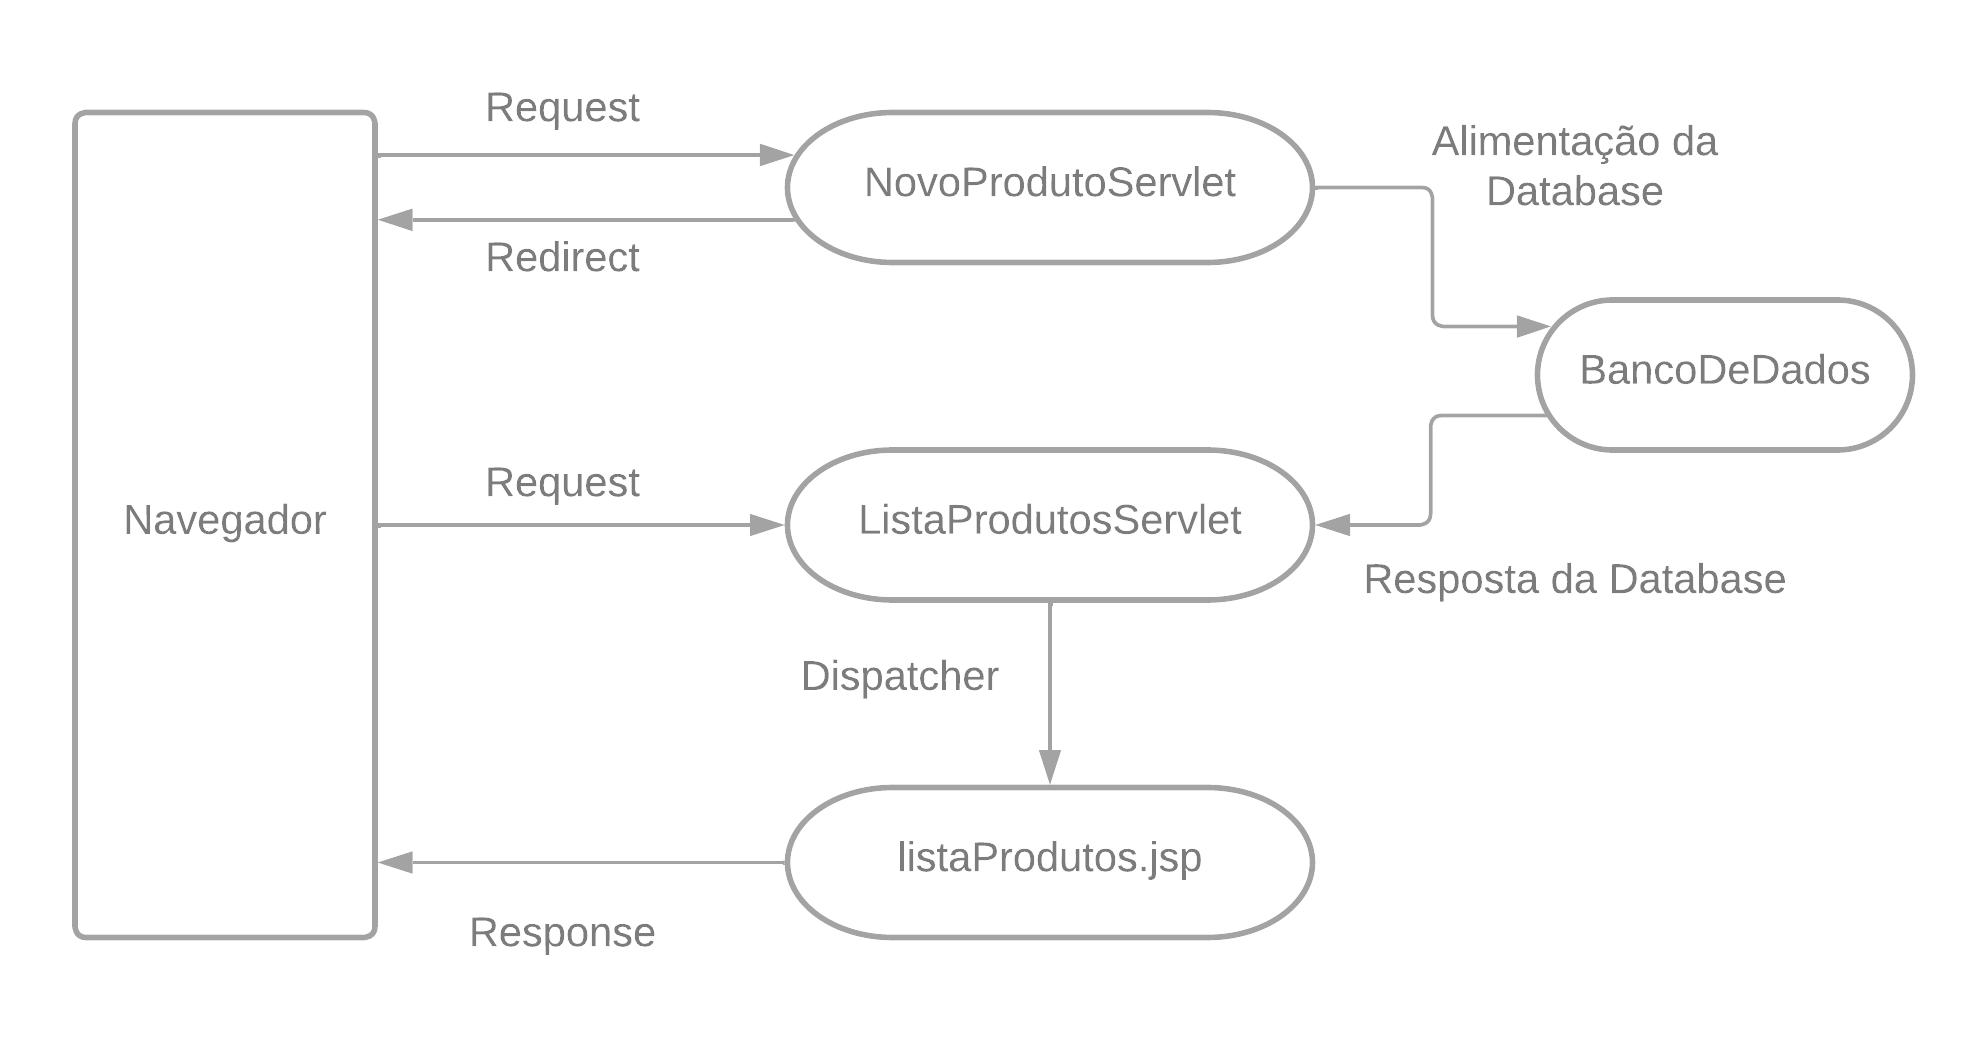 Request
NovoProdutoServlet
Alimentação da
Database
Redirect
BancoDeDados
Navegador
Request
ListaProdutosServlet
Resposta da Database
Dispatcher
listaProdutos.jsp
Response